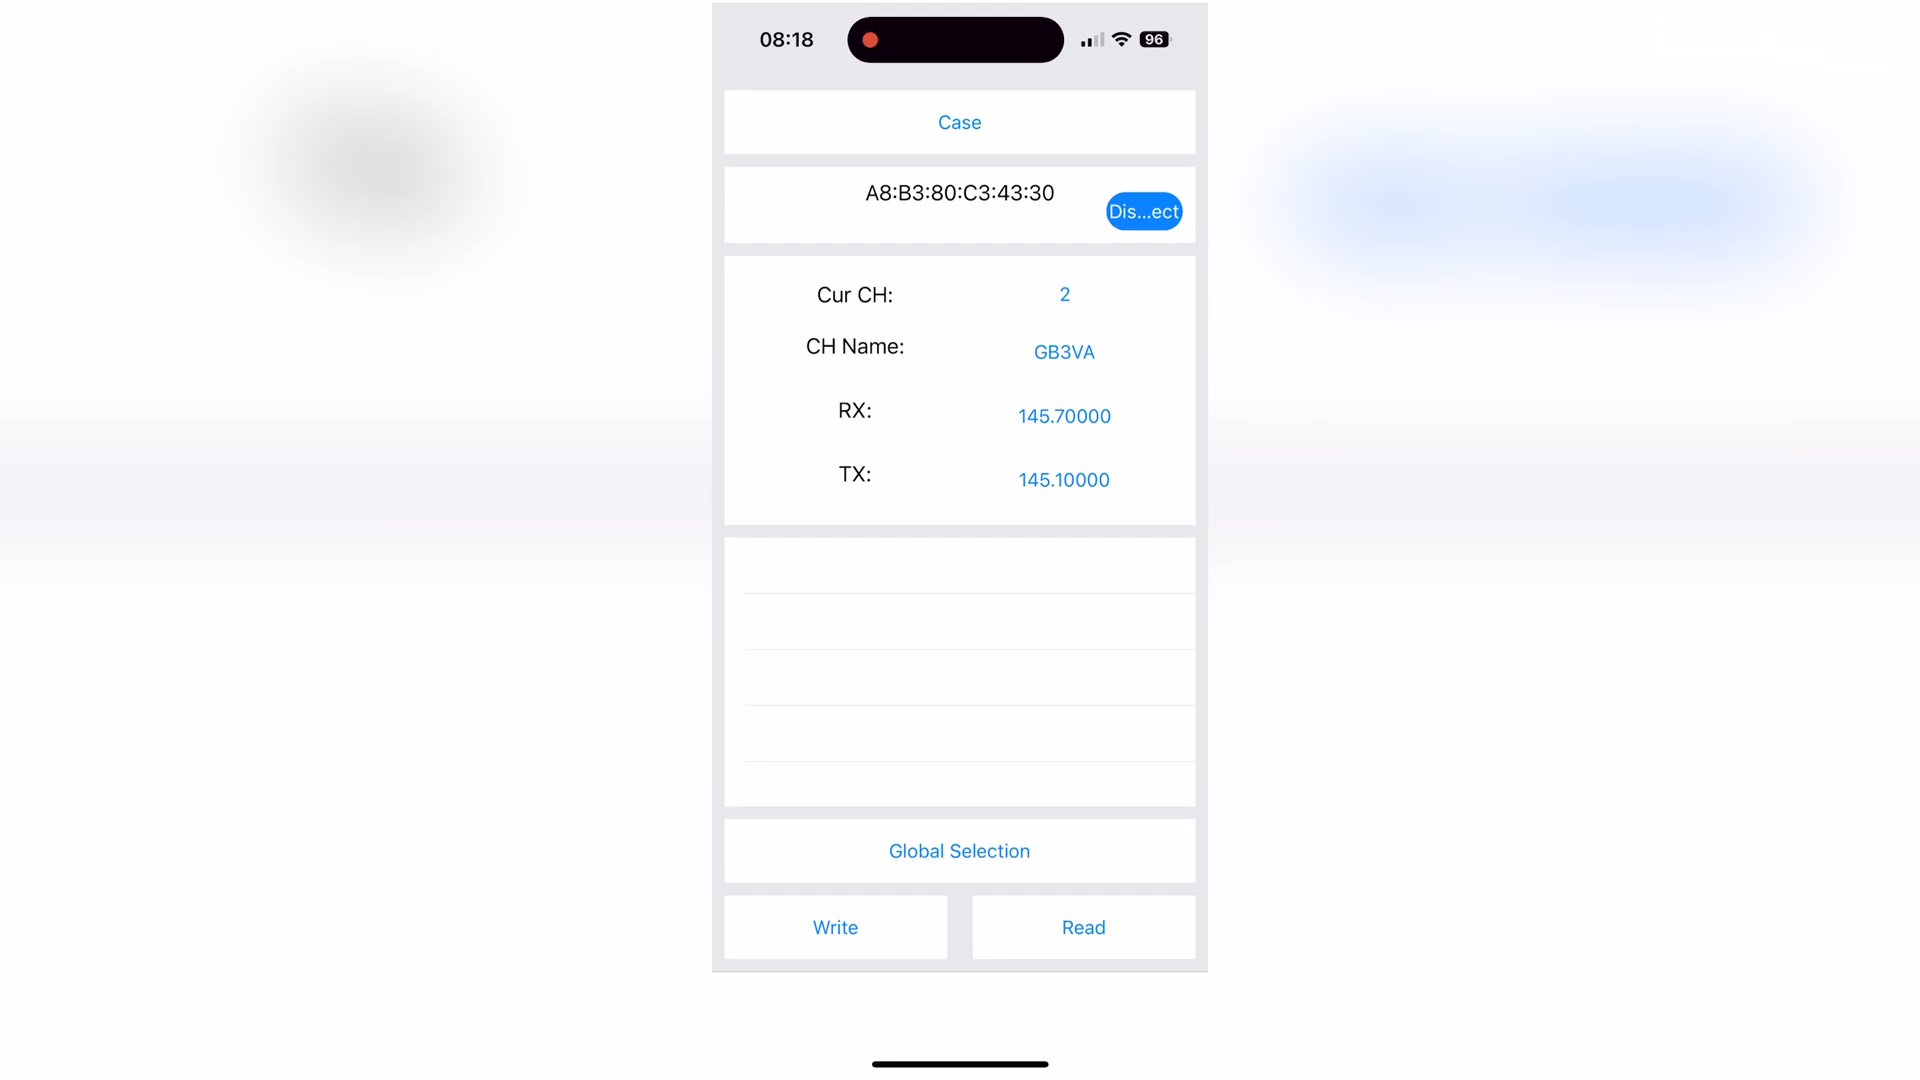 08:18
96
Case
A8:B3:80:C3:43:30
Dis...ect
Cur CH: 2
CH Name: GB3VA
RX: 145.70000
TX: 145.10000
Global Selection
Write Read